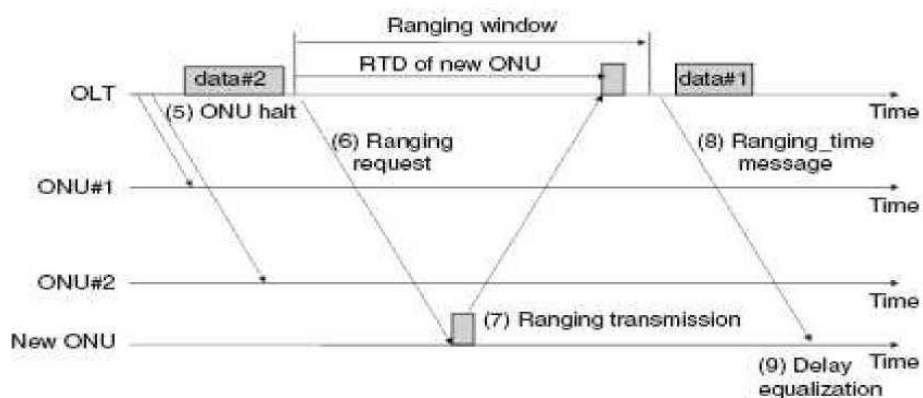 Ranging window
RTD of new ONU
data#2
data#1
OLT
Time
(5) ONU halt
(6) Ranging
request
(8) Ranging_time
message
ONU#1
Time
ONU#2
Time
(7) Ranging transmission
New ONU
Time
(9) Delay
equalization